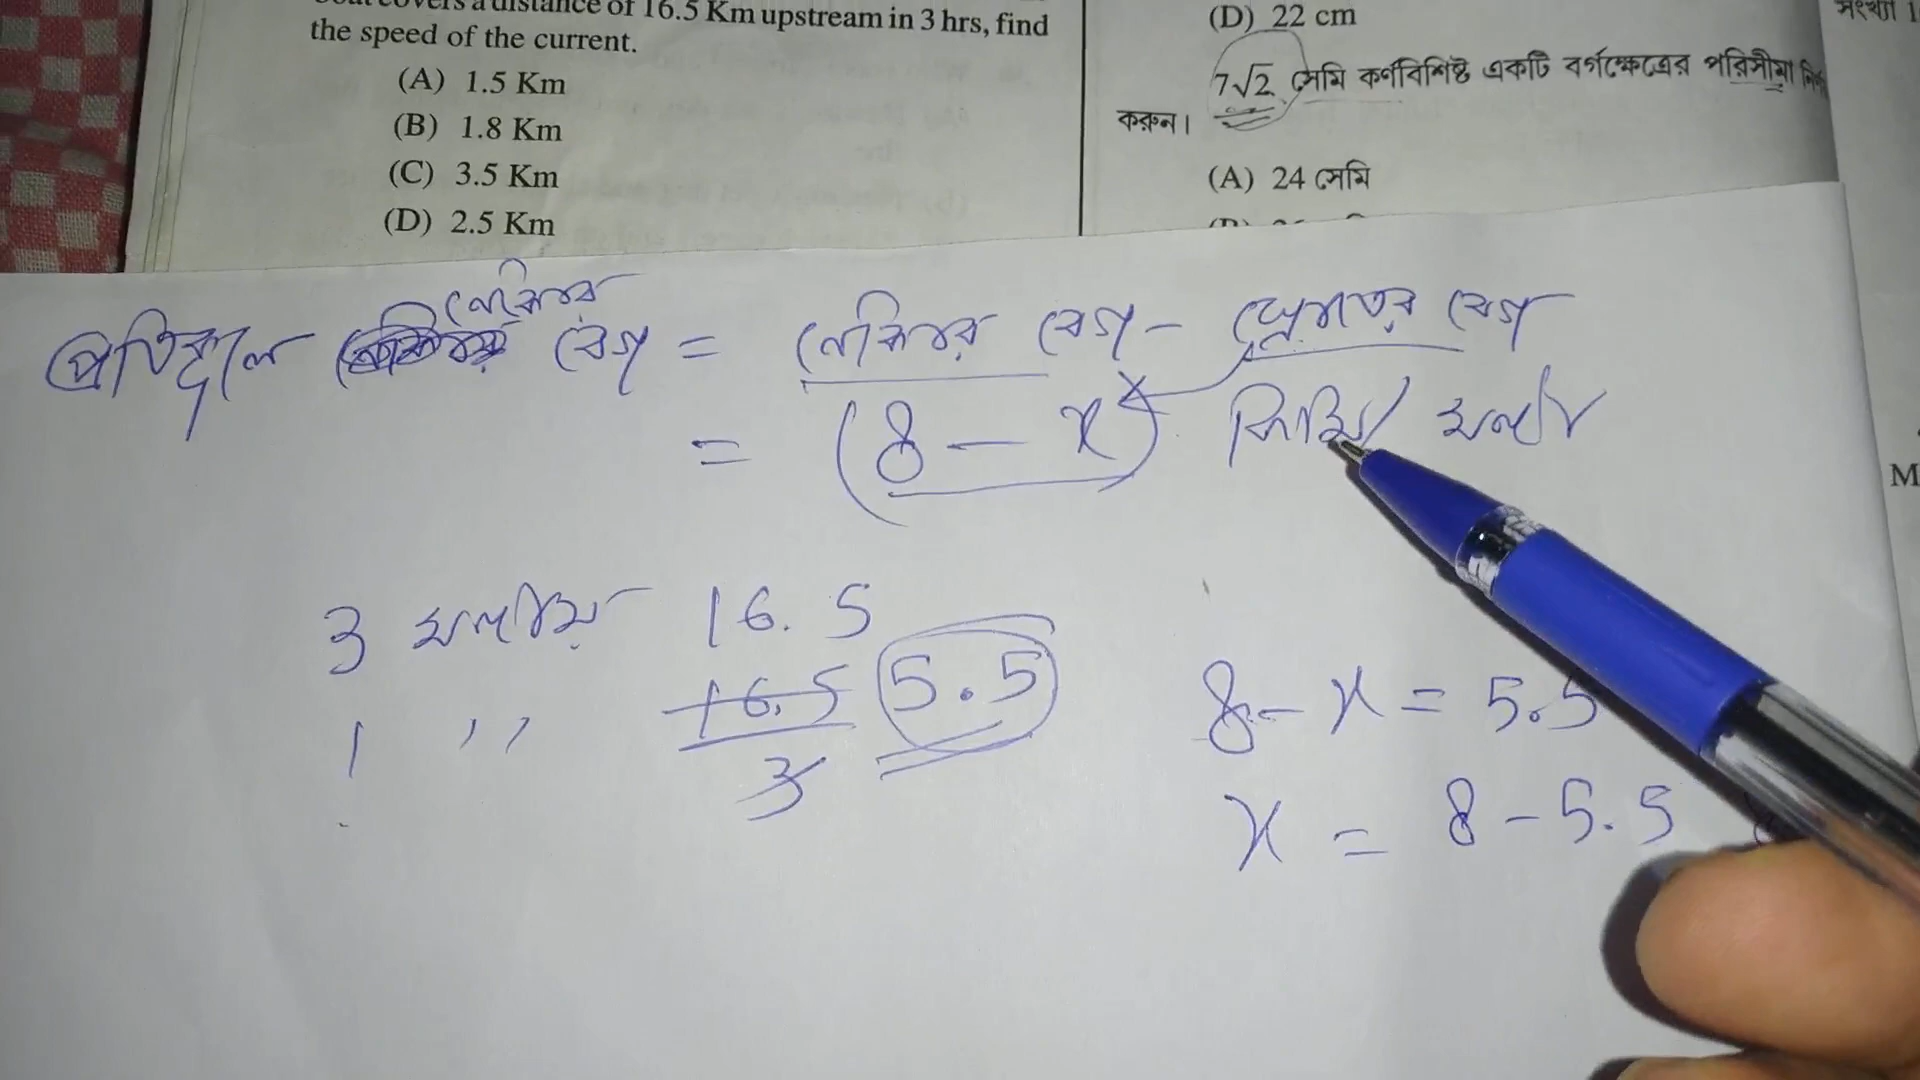 covers a distance of 16.5 Km upstream in 3 hrs, find
the speed of the current.
(A) 1.5 Km
(B) 1.8 Km
(C) 3.5 Km
(D) 2.5 Km
(D) 22 cm
7√2 সেমি কর্ণবিশিষ্ট একটি বর্গক্ষেত্রের পরিসীমা
করুন।
(A) 24 সেমি
সংখ্যা
M
প্রতিকূলে নৌকার বেগ = নৌকার বেগ - স্রোতের বেগ
= (8 - x) কিমি/ ঘন্টা
3 ঘন্টায় 16.5
1 ,, 16.5/3 5.5
8 - x = 5.5
x = 8 - 5.5